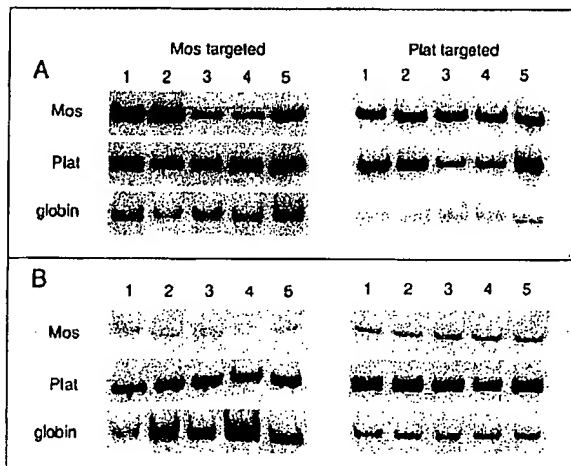 Mos targeted Plat targeted
A 1 2 3 4 5 1 2 3 4 5
Mos
Plat
globin
B 1 2 3 4 5 1 2 3 4 5
Mos
Plat
globin